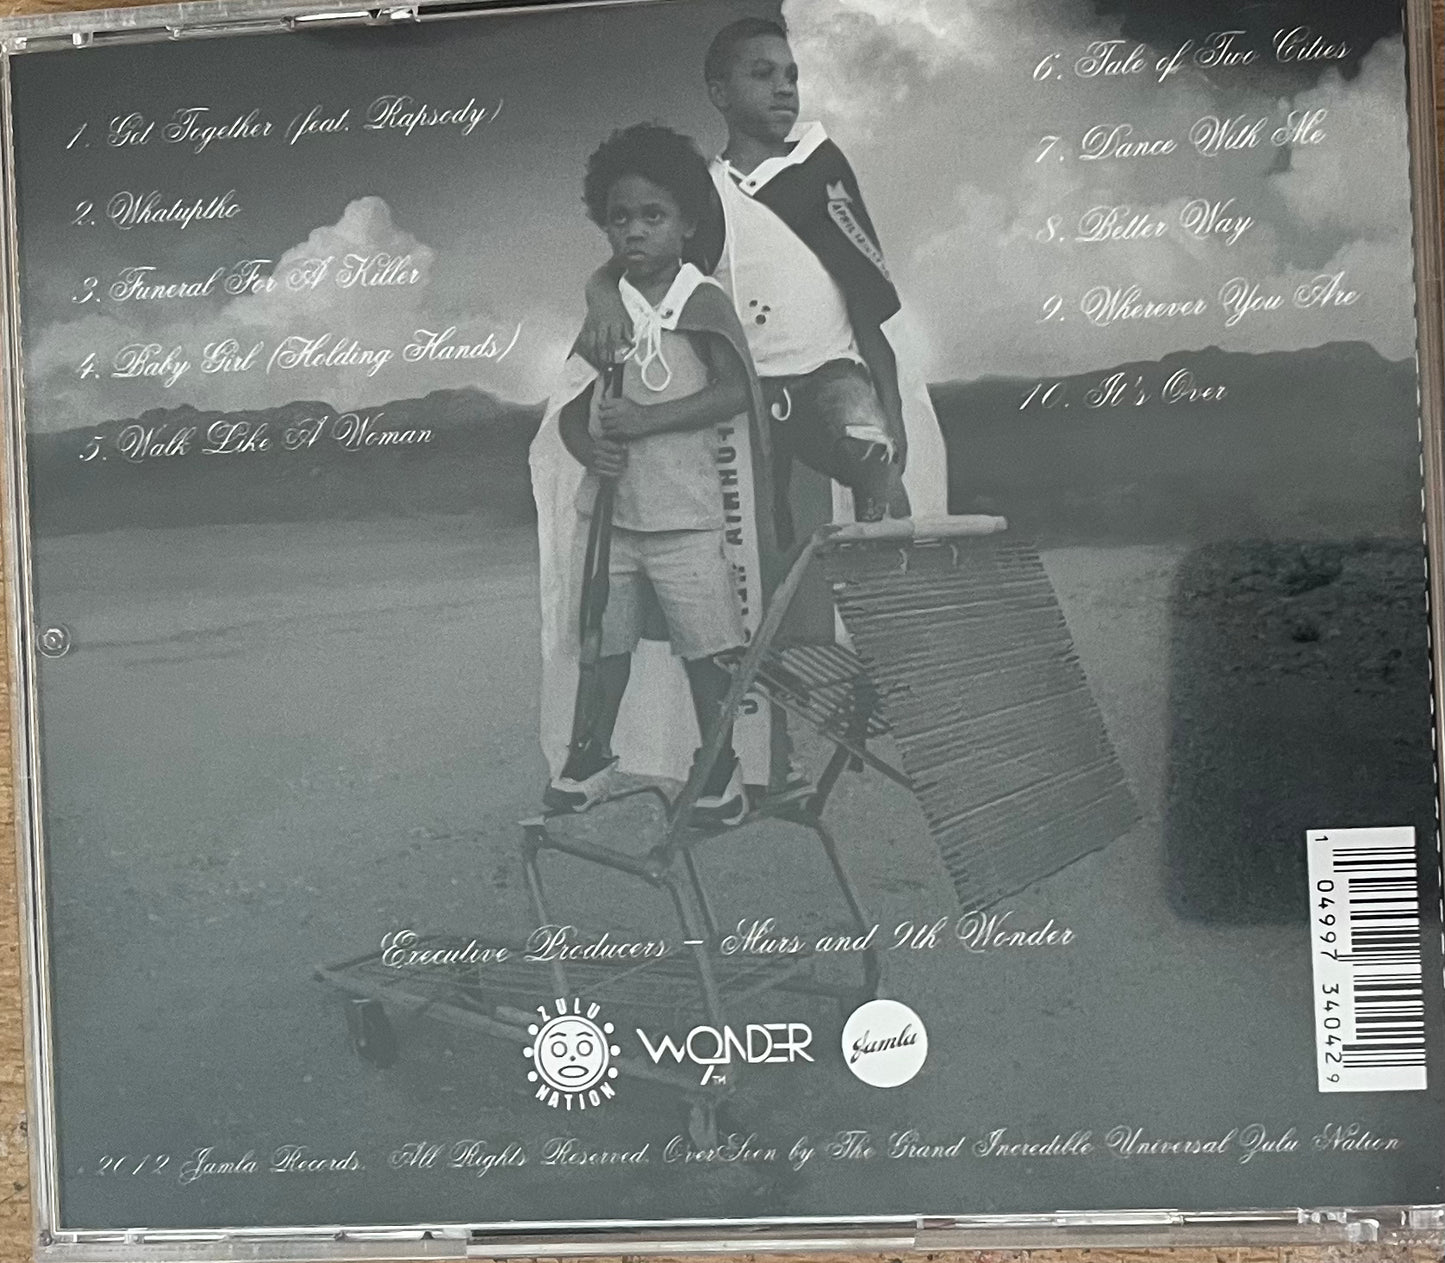 1. Get Together (feat. Rapsody)
2. Whatuptho
3. Funeral For A Killer
4. Baby Girl (Holding Hands)
5. Walk Like A Woman
6. Tale of Two Cities
7. Dance With Me
8. Better Way
9. Wherever You Are
10. It's Over
Executive Producers - Murs and 9th Wonder
ZULU
NATION
WONDER
9TH
Jamla
2012 Jamla Records. All Rights Reserved. OverSeen by The Grand Incredible Universal Zulu Nation
1 04997 34042 9